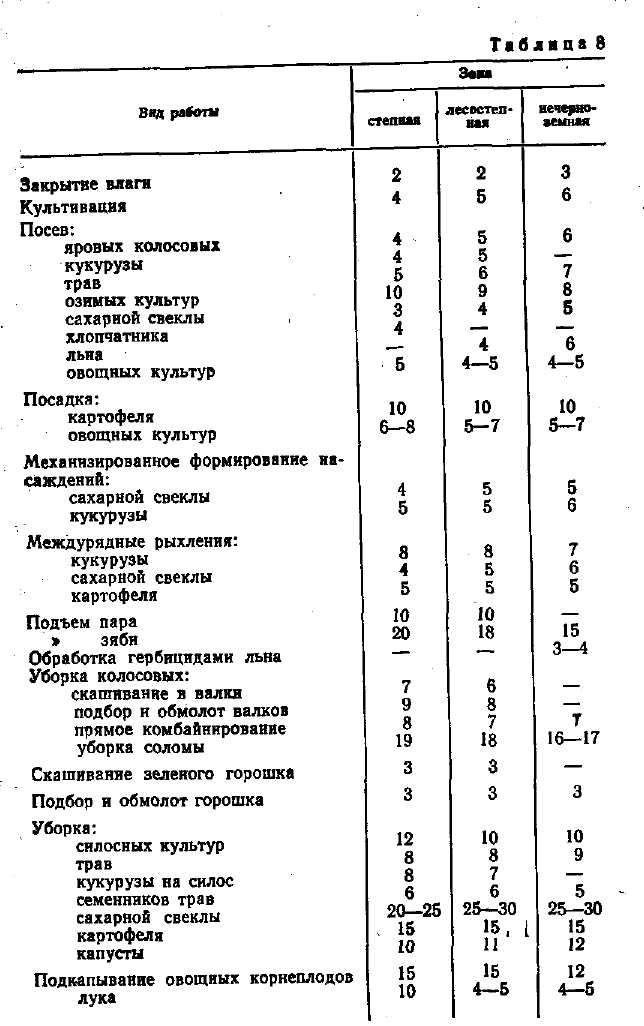 Таблица 8
Вид работы
Зона
степная
лесостеп-
ная
нечерно-
земная
Закрытие влаги 2 2 3
Культивация 4 5 6
Посев:
яровых колосовых 4 5 6
кукурузы 4 5 —
трав 5 6 7
озимых культур 10 9 8
сахарной свеклы 3 4 5
хлопчатника 4 — —
льна — 4 6
овощных культур 5 4—5 4—5
Посадка:
картофеля 10 10 10
овощных культур 6—8 5—7 5—7
Механизированное формирование на-
саждений:
сахарной свеклы 4 5 5
кукурузы 5 5 6
Междурядные рыхления:
кукурузы 8 8 7
сахарной свеклы 4 5 6
картофеля 5 5 5
Подъем пара 10 10 —
» зяби 20 18 15
Обработка гербицидами льна — — 3—4
Уборка колосовых:
скашивание в валки 7 6 —
подбор и обмолот валков 9 8 —
прямое комбайнирование 8 7 7
уборка соломы 19 18 16—17
Скашивание зеленого горошка 3 3 —
Подбор и обмолот горошка 3 3 3
Уборка:
силосных культур 12 10 10
трав 8 8 9
кукурузы на силос 8 7 —
семенников трав 6 6 5
сахарной свеклы 20—25 25—30 25—30
картофеля 15 15 15
капусты 10 11 12
Подкапывание овощных корнеплодов 15 15 12
лука 10 4—5 4—5